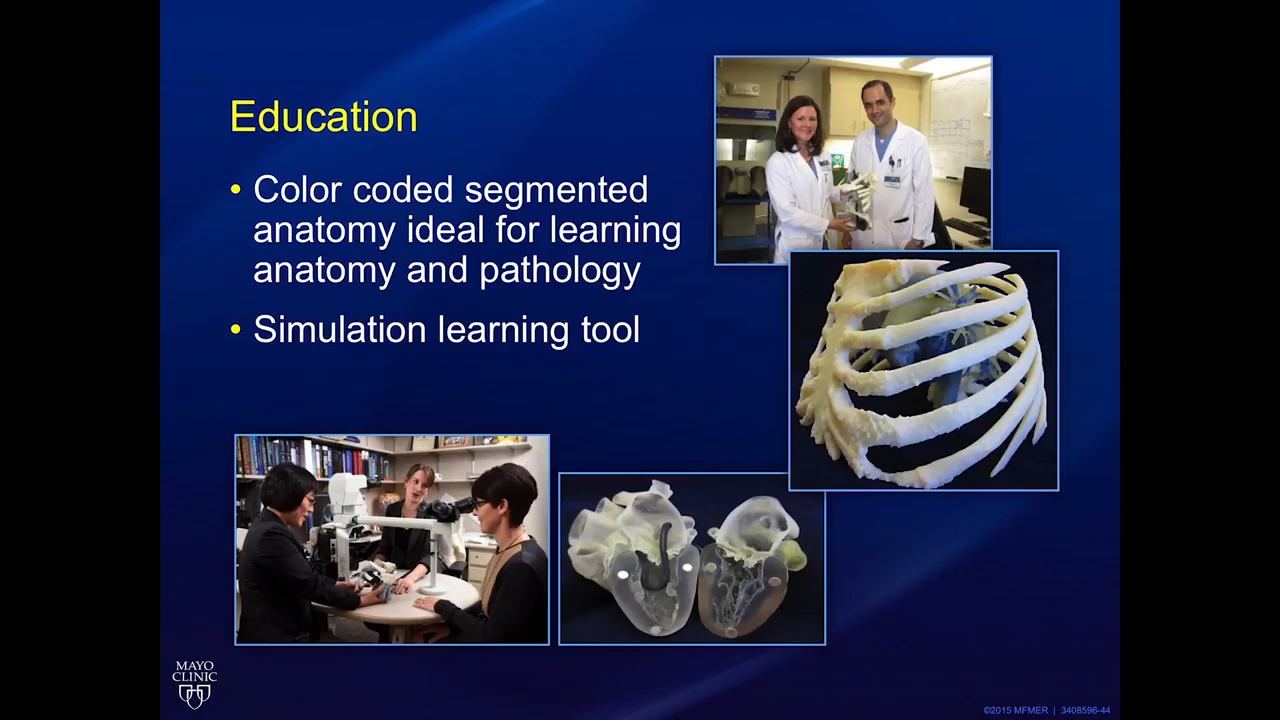 Education
• Color coded segmented
anatomy ideal for learning
anatomy and pathology
• Simulation learning tool
MAYO
CLINIC
©2015 MFMER | 3408596-44